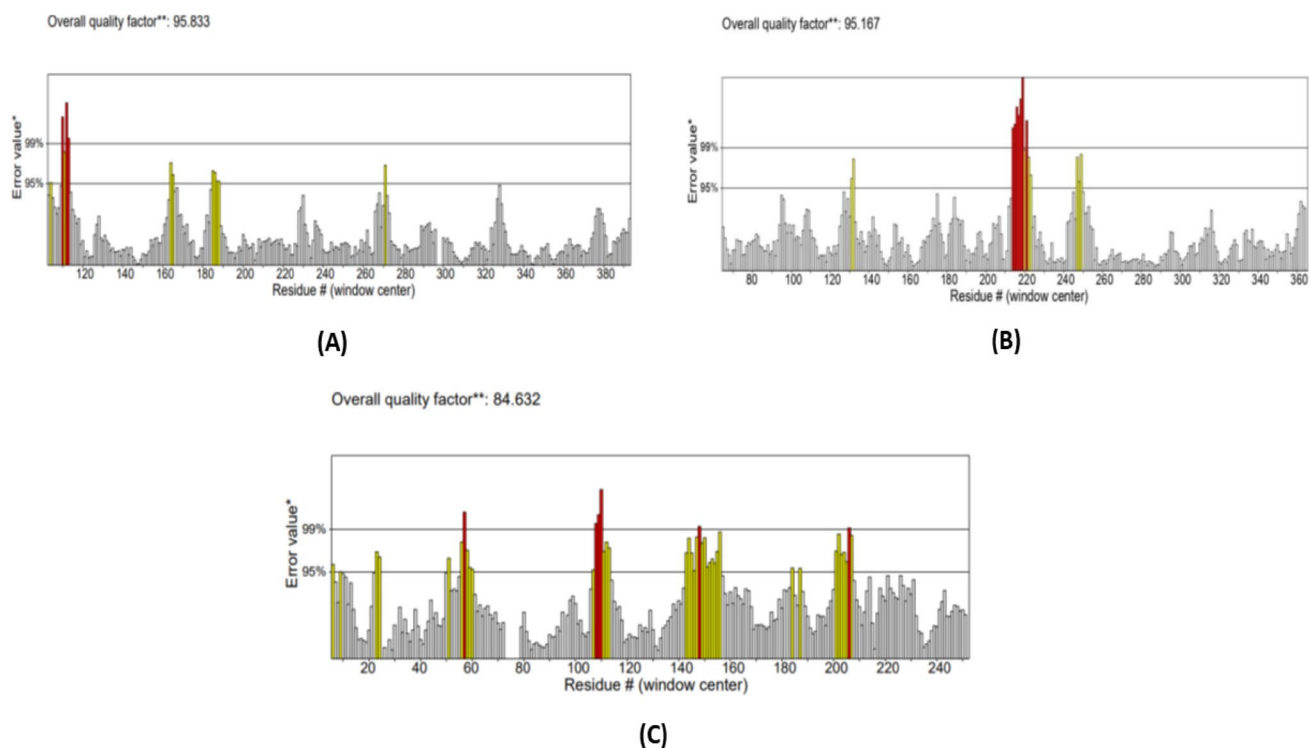 Overall quality factor**: 95.833
Error value*
99%
95%
120 140 160 180 200 220 240 260 280 300 320 340 360 380
Residue # (window center)
(A)
Overall quality factor**: 95.167
Error value*
99%
95%
80 100 120 140 160 180 200 220 240 260 280 300 320 340 360
Residue # (window center)
(B)
Overall quality factor**: 84.632
Error value*
99%
95%
20 40 60 80 100 120 140 160 180 200 220 240
Residue # (window center)
(C)